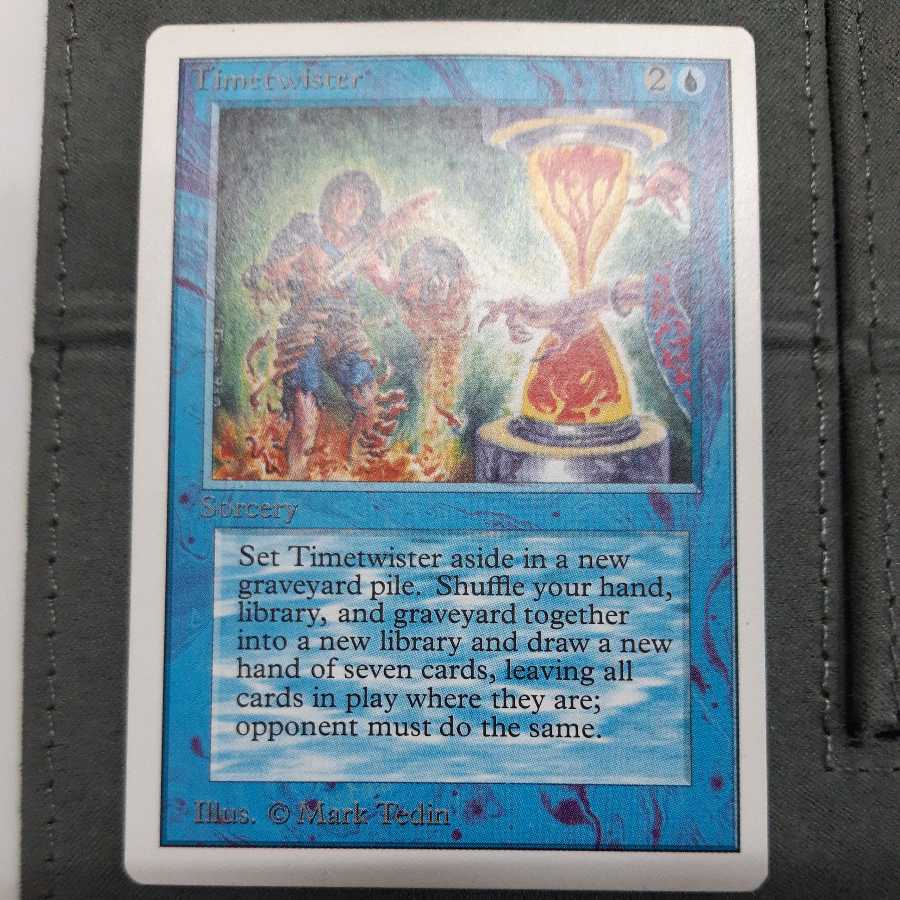 Timetwister 2
Sorcery
Set Timetwister aside in a new
graveyard pile. Shuffle your hand,
library, and graveyard together
into a new library and draw a new
hand of seven cards, leaving all
cards in play where they are;
opponent must do the same.
Illus. © Mark Tedin